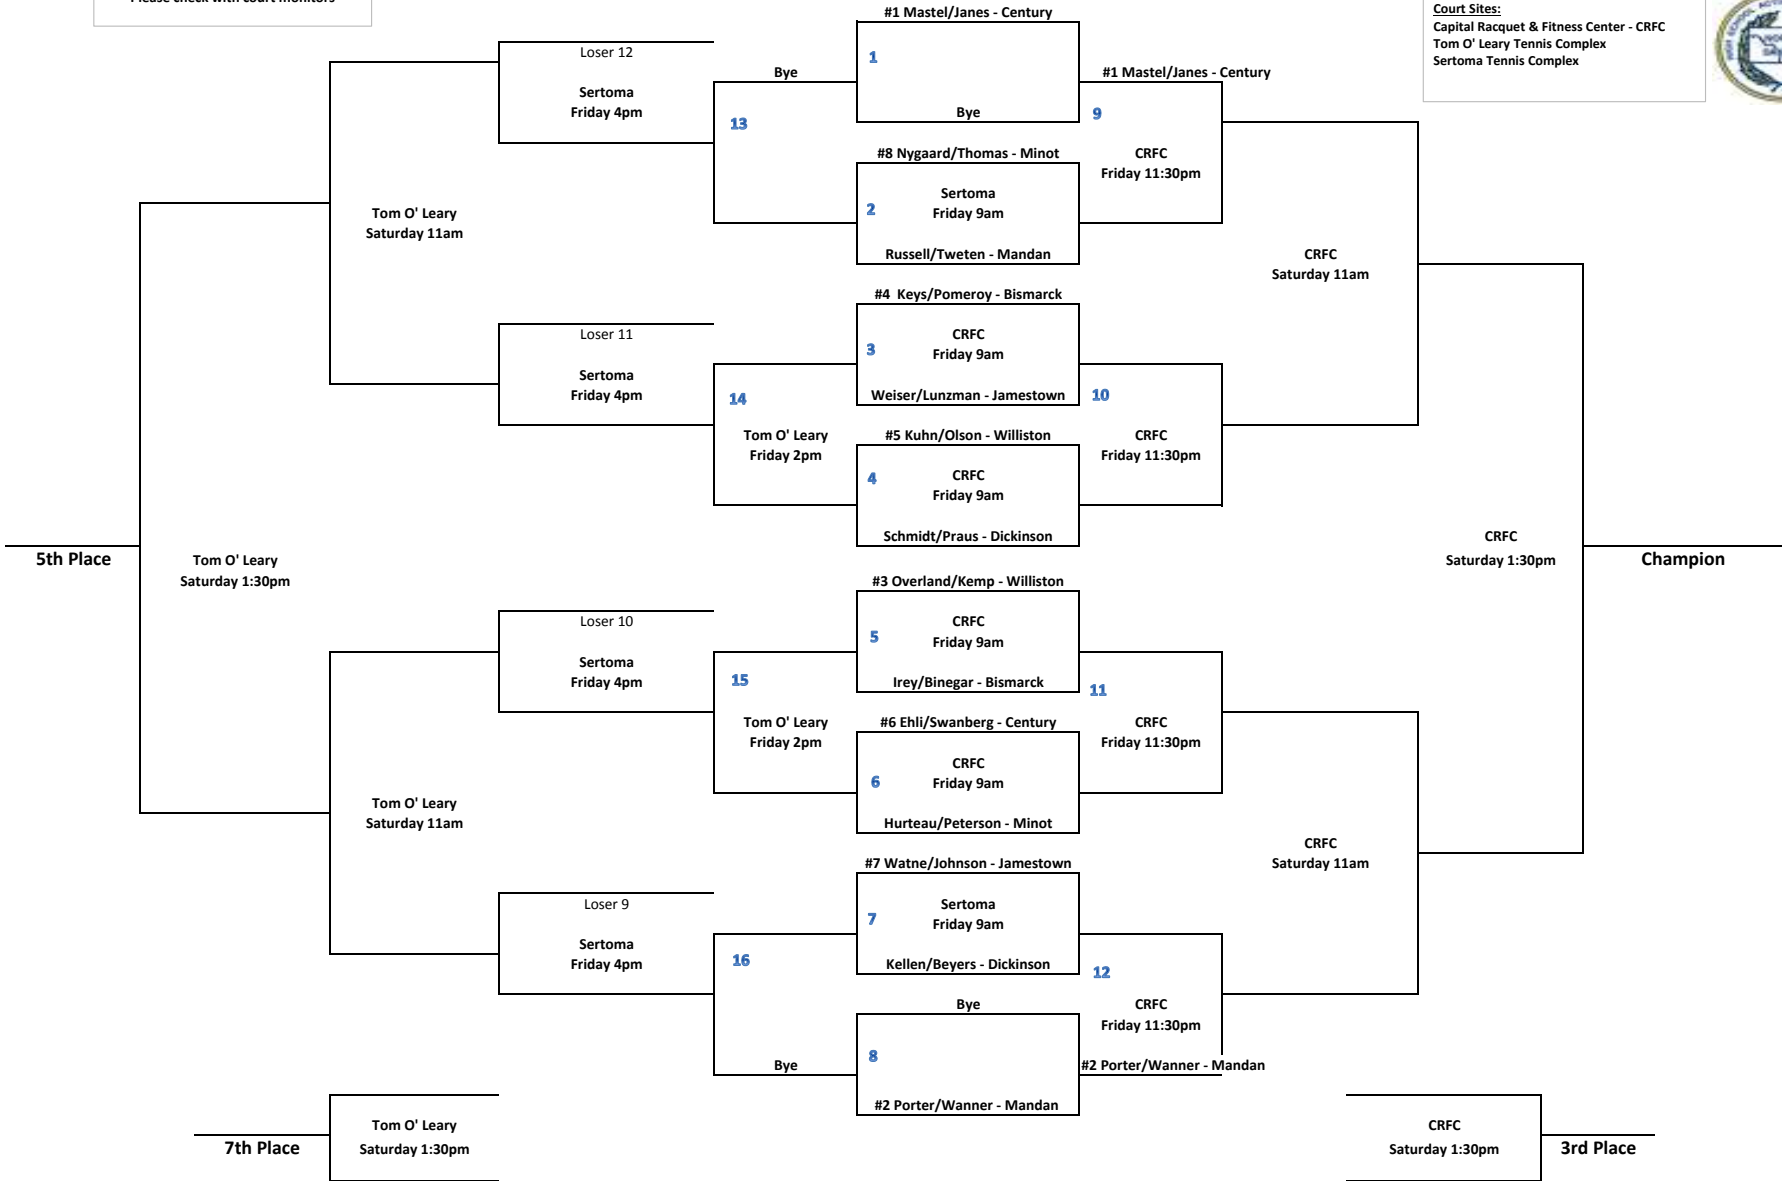 Please check with court monitors
#1 Mastel/Janes - Century
Court Sites:
Capital Racquet & Fitness Center - CRFC
Tom O' Leary Tennis Complex
Sertoma Tennis Complex
Loser 12
Sertoma
Friday 4pm
Bye
13
1
Bye
#1 Mastel/Janes - Century
9
CRFC
Friday 11:30pm
#8 Nygaard/Thomas - Minot
Sertoma
2
Friday 9am
Russell/Tweten - Mandan
Tom O' Leary
Saturday 11am
CRFC
Saturday 11am
#4 Keys/Pomeroy - Bismarck
CRFC
3
Friday 9am
Weiser/Lunzman - Jamestown
Loser 11
Sertoma
Friday 4pm
14
Tom O' Leary
Friday 2pm
10
CRFC
Friday 11:30pm
#5 Kuhn/Olson - Williston
CRFC
4
Friday 9am
Schmidt/Praus - Dickinson
5th Place
Tom O' Leary
Saturday 1:30pm
CRFC
Saturday 1:30pm
Champion
#3 Overland/Kemp - Williston
CRFC
5
Friday 9am
Irey/Binegar - Bismarck
Loser 10
Sertoma
Friday 4pm
15
Tom O' Leary
Friday 2pm
11
CRFC
Friday 11:30pm
#6 Ehli/Swanberg - Century
CRFC
6
Friday 9am
Hurteau/Peterson - Minot
Tom O' Leary
Saturday 11am
CRFC
Saturday 11am
#7 Watne/Johnson - Jamestown
Sertoma
7
Friday 9am
Kellen/Beyers - Dickinson
Loser 9
Sertoma
Friday 4pm
16
Bye
12
CRFC
Friday 11:30pm
Bye
8
#2 Porter/Wanner - Mandan
#2 Porter/Wanner - Mandan
7th Place
Tom O' Leary
Saturday 1:30pm
CRFC
Saturday 1:30pm
3rd Place